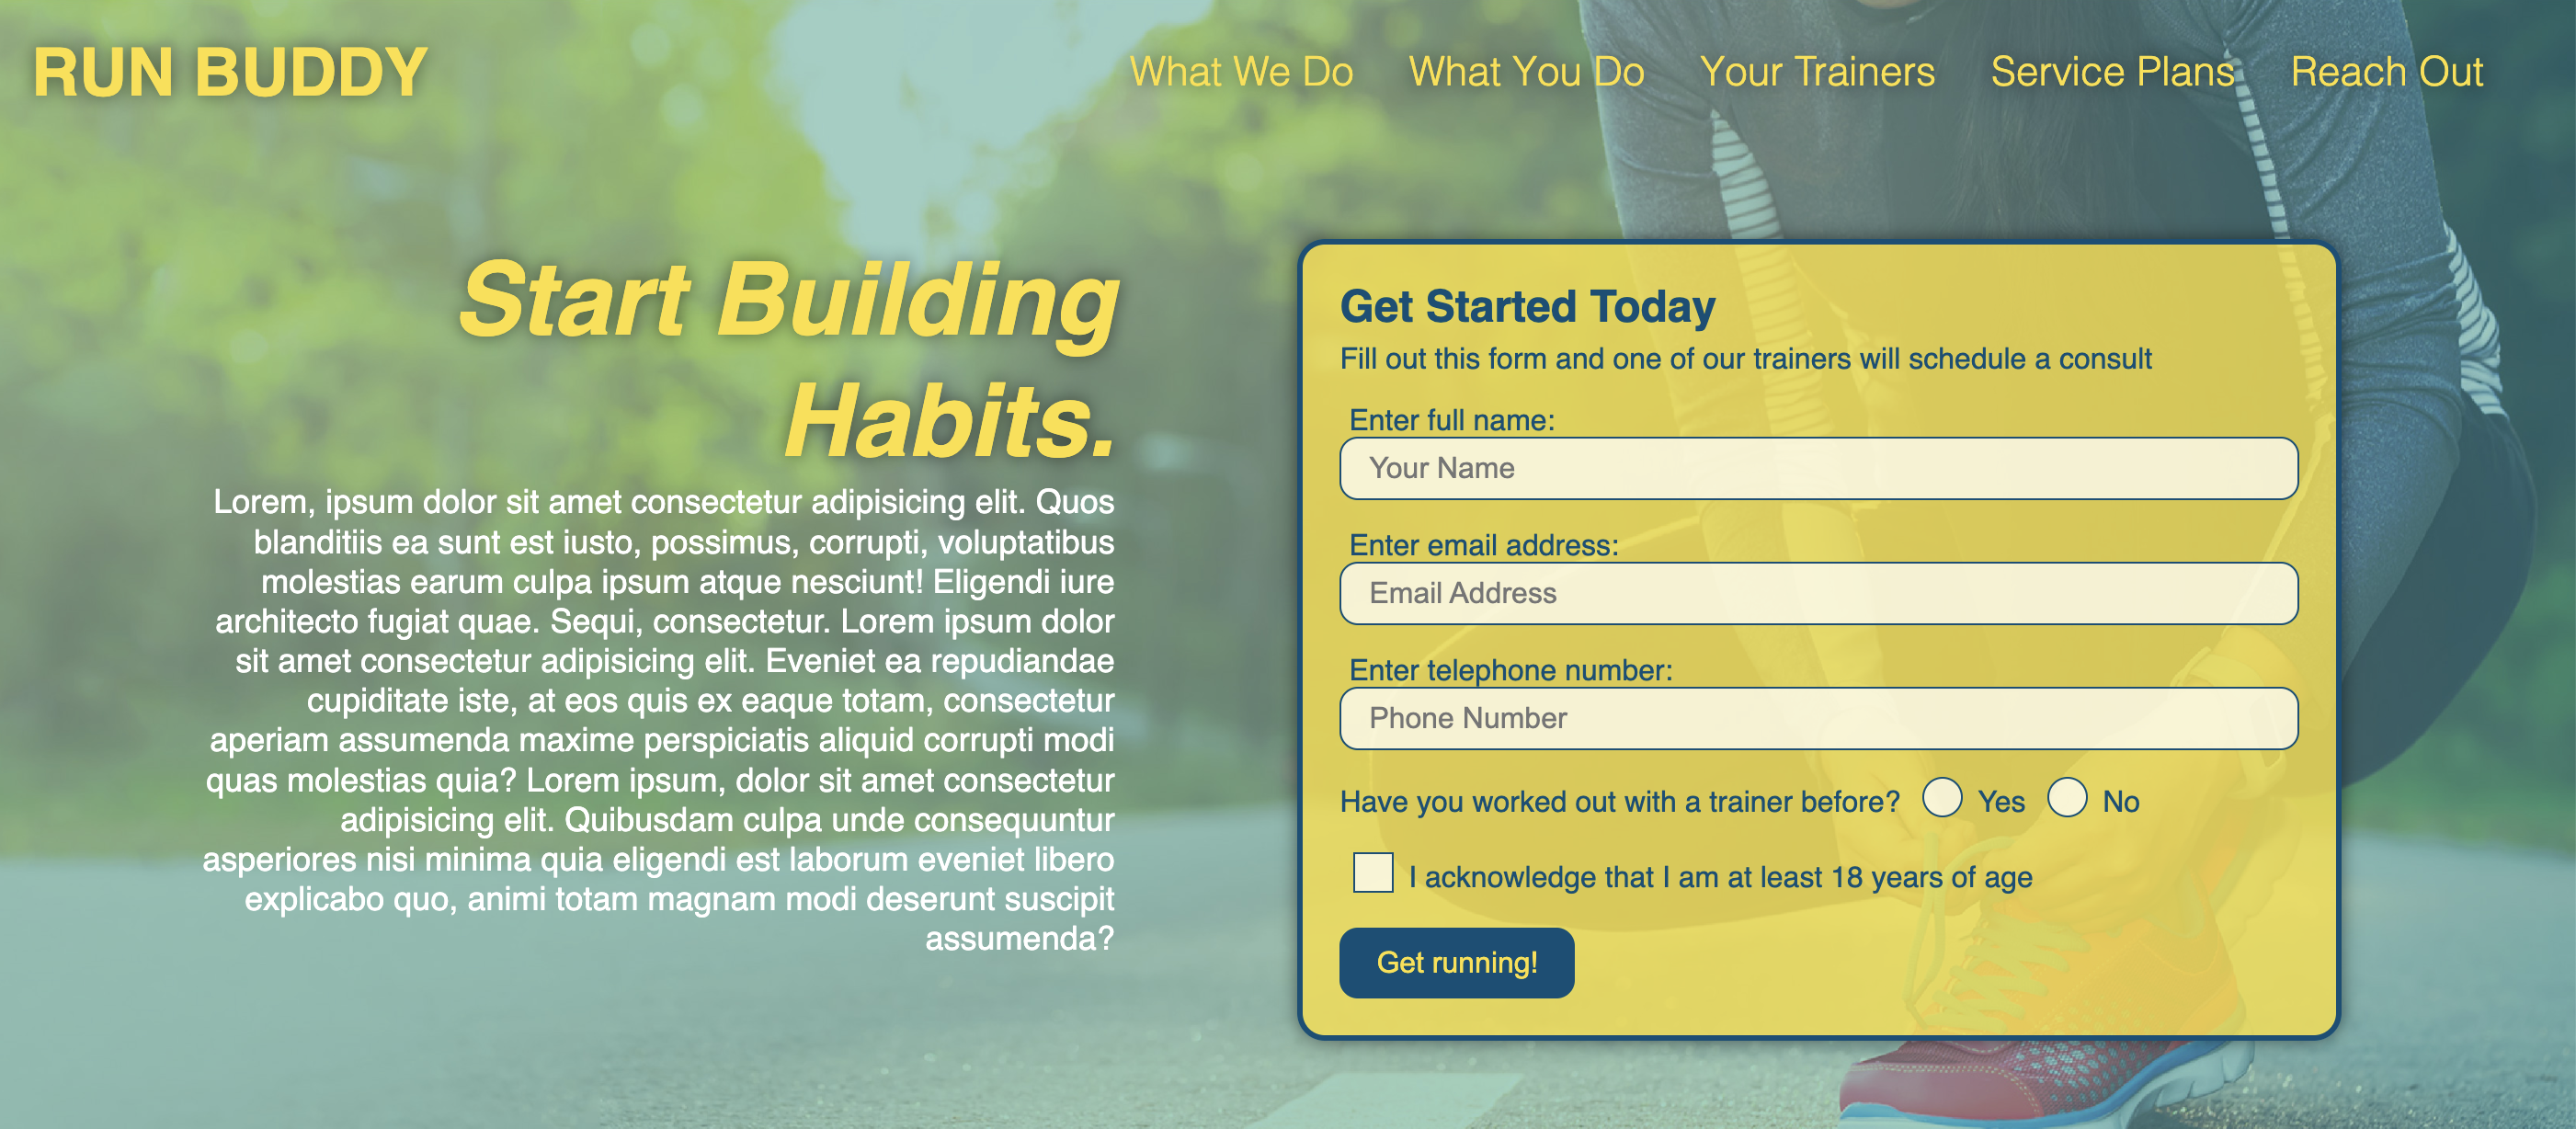 RUN BUDDY
What We Do
What You Do
Your Trainers
Service Plans
Reach Out
Start Building
Habits.
Lorem, ipsum dolor sit amet consectetur adipisicing elit. Quos
blanditiis ea sunt est iusto, possimus, corrupti, voluptatibus
molestias earum culpa ipsum atque nesciunt! Eligendi iure
architecto fugiat quae. Sequi, consectetur. Lorem ipsum dolor
sit amet consectetur adipisicing elit. Eveniet ea repudiandae
cupiditate iste, at eos quis ex eaque totam, consectetur
aperiam assumenda maxime perspiciatis aliquid corrupti modi
quas molestias quia? Lorem ipsum, dolor sit amet consectetur
adipisicing elit. Quibusdam culpa unde consequuntur
asperiores nisi minima quia eligendi est laborum eveniet libero
explicabo quo, animi totam magnam modi deserunt suscipit
assumenda?
Get Started Today
Fill out this form and one of our trainers will schedule a consult
Enter full name:
Your Name
Enter email address:
Email Address
Enter telephone number:
Phone Number
Have you worked out with a trainer before? Yes No
I acknowledge that I am at least 18 years of age
Get running!